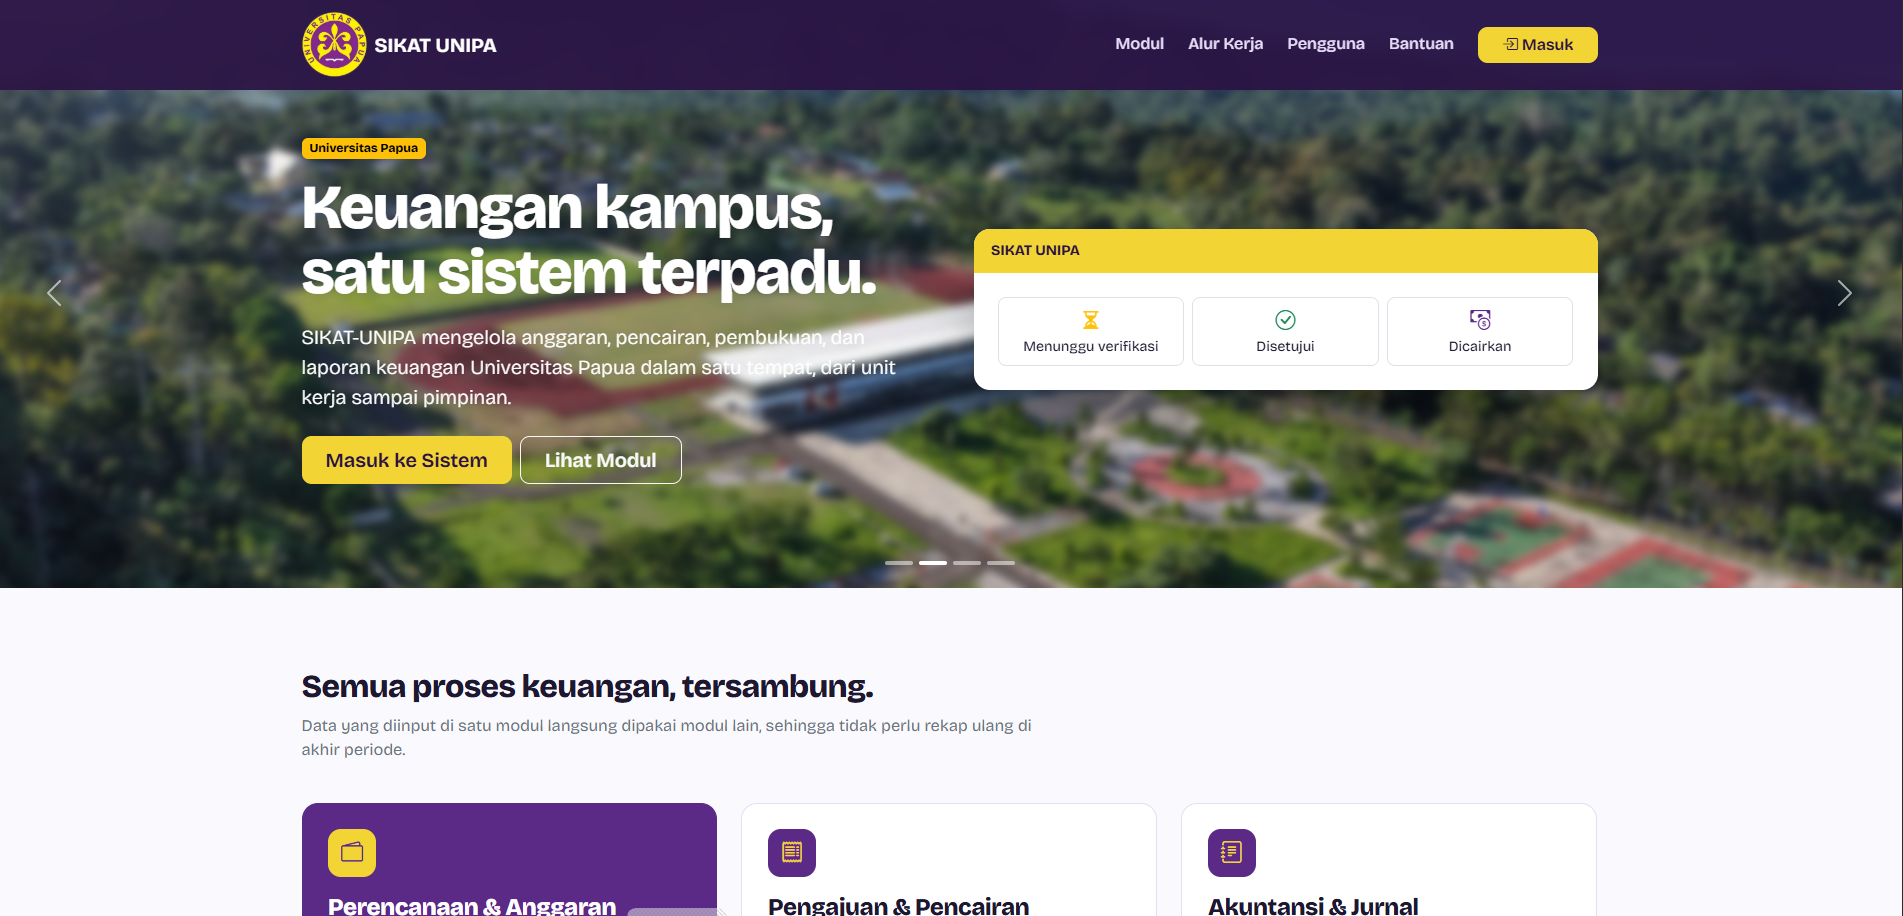 UNIVERSITAS PAPUA
SIKAT UNIPA
Modul
Alur Kerja
Pengguna
Bantuan
Masuk
Universitas Papua
Keuangan kampus,
satu sistem terpadu.
SIKAT-UNIPA mengelola anggaran, pencairan, pembukuan, dan
laporan keuangan Universitas Papua dalam satu tempat, dari unit
kerja sampai pimpinan.
Masuk ke Sistem
Lihat Modul
SIKAT UNIPA
Menunggu verifikasi
Disetujui
Dicairkan
Semua proses keuangan, tersambung.
Data yang diinput di satu modul langsung dipakai modul lain, sehingga tidak perlu rekap ulang di
akhir periode.
Perencanaan & Anggaran
Pengajuan & Pencairan
Akuntansi & Jurnal